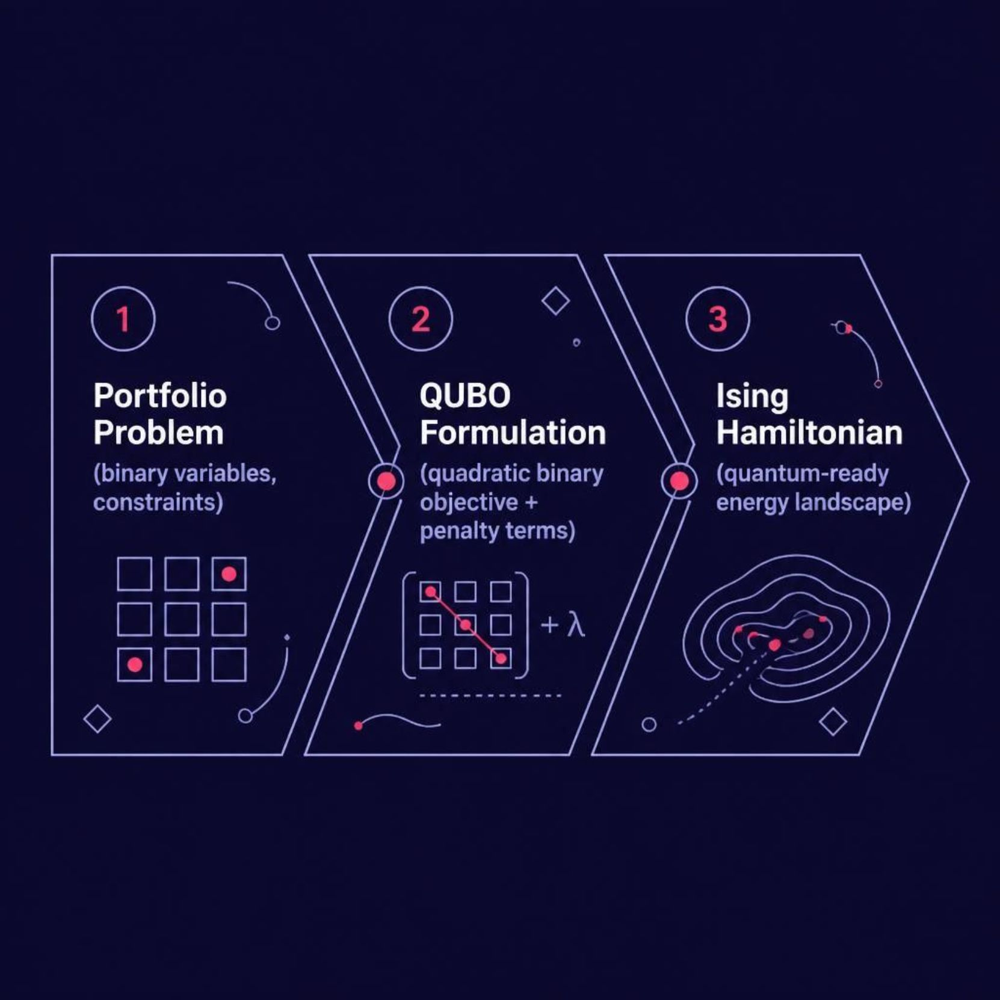 1
Portfolio
Problem
(binary variables,
constraints)
2
QUBO
Formulation
(quadratic binary
objective +
penalty terms)
+ λ
3
Ising
Hamiltonian
(quantum-ready
energy landscape)